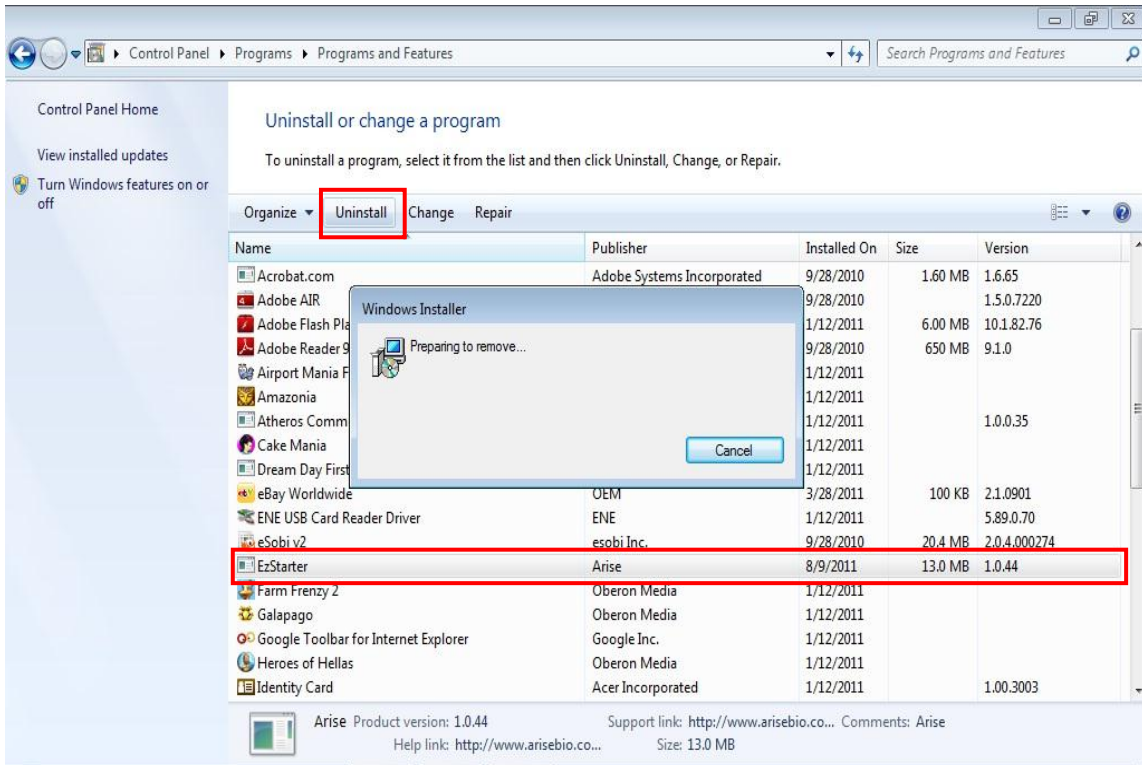 Control Panel Programs Programs and Features Search Programs and Features
Control Panel Home
View installed updates
Turn Windows features on or
off
Uninstall or change a program
To uninstall a program, select it from the list and then click Uninstall, Change, or Repair.
Organize Uninstall Change Repair
Name Publisher Installed On Size Version
Acrobat.com Adobe Systems Incorporated 9/28/2010 1.60 MB 1.6.65
Adobe AIR 9/28/2010 1.5.0.7220
Adobe Flash Pla 1/12/2011 6.00 MB 10.1.82.76
Adobe Reader 9 9/28/2010 650 MB 9.1.0
Airport Mania F 1/12/2011
Amazonia 1/12/2011
Atheros Comm 1/12/2011 1.0.0.35
Cake Mania 1/12/2011
Dream Day First 1/12/2011
Windows Installer
Preparing to remove...
Cancel
eBay Worldwide OEM 3/28/2011 100 KB 2.1.0901
ENE USB Card Reader Driver ENE 1/12/2011 5.89.0.70
eSobi v2 esobi Inc. 9/28/2010 20.4 MB 2.0.4.000274
EzStarter Arise 8/9/2011 13.0 MB 1.0.44
Farm Frenzy 2 Oberon Media 1/12/2011
Galapago Oberon Media 1/12/2011
Google Toolbar for Internet Explorer Google Inc. 1/12/2011
Heroes of Hellas Oberon Media 1/12/2011
Identity Card Acer Incorporated 1/12/2011 1.00.3003
Arise Product version: 1.0.44 Support link: http://www.arisebio.co... Comments: Arise
Help link: http://www.arisebio.co... Size: 13.0 MB